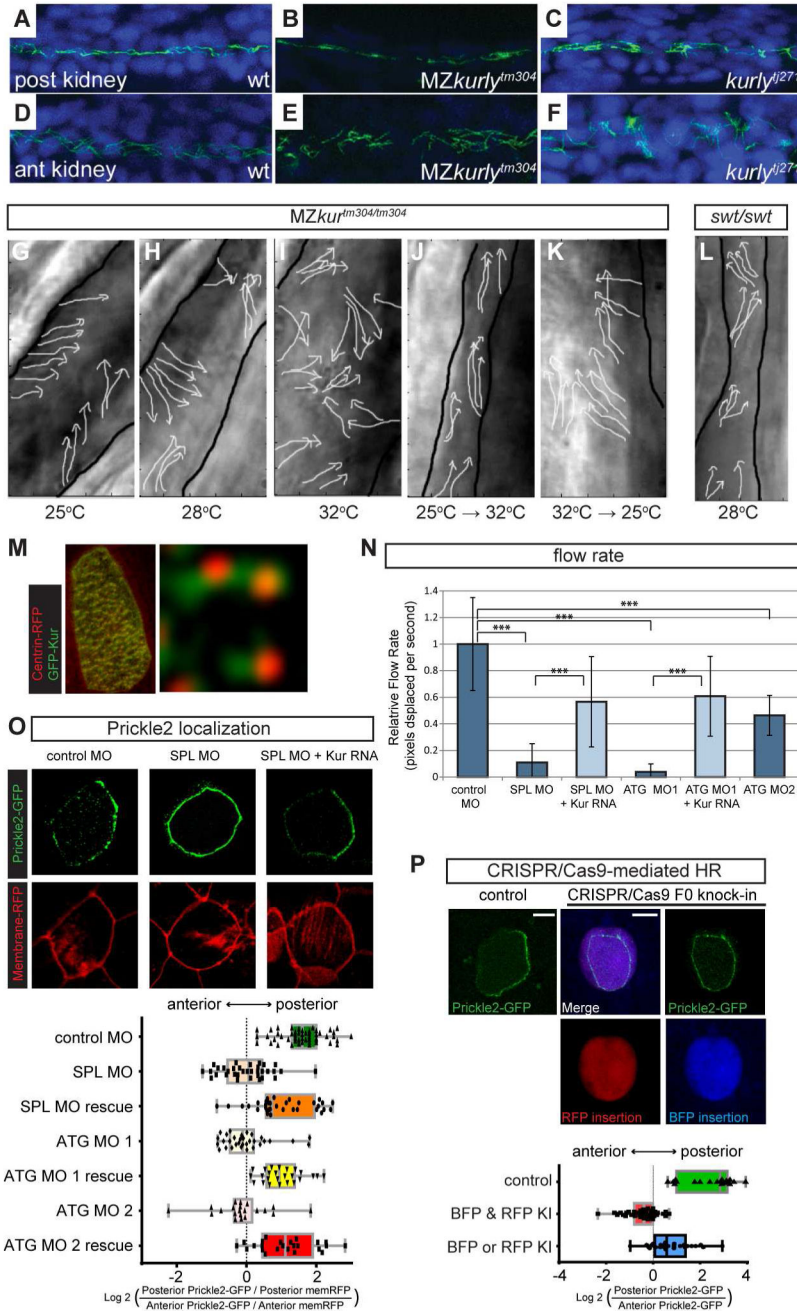 A
post kidney
wt
B
MZkurly^tm304
C
kurly^tj271
D
ant kidney
wt
E
MZkurly^tm304
F
kurly^tj271
MZkur^tm304/tm304
swt/swt
G
H
I
J
K
L
25°C
28°C
32°C
25°C → 32°C
32°C → 25°C
28°C
M
Centrin-RFP
GFP-Kur
N
flow rate
Relatrive Flow Rate
(pixels dsplaced per second)
1.4
1.2
1
0.8
0.6
0.4
0.2
0
***
***
***
***
***
control
MO
SPL MO
SPL MO
+ Kur RNA
ATG MO1
ATG MO1
+ Kur RNA
ATG MO2
O
Prickle2 localization
control MO
SPL MO
SPL MO + Kur RNA
Prickle2-GFP
Membrane-RFP
anterior ←→ posterior
control MO
SPL MO
SPL MO rescue
ATG MO 1
ATG MO 1 rescue
ATG MO 2
ATG MO 2 rescue
-2 0 2
Log 2 (Posterior Prickle2-GFP / Posterior memRFP
Anterior Prickle2-GFP / Anterior memRFP)
P
CRISPR/Cas9-mediated HR
control
CRISPR/Cas9 F0 knock-in
Prickle2-GFP
Merge
Prickle2-GFP
RFP insertion
BFP insertion
anterior ←→ posterior
control
BFP & RFP KI
BFP or RFP KI
-4 -2 0 2 4
Log 2 (Posterior Prickle2-GFP
Anterior Prickle2-GFP)